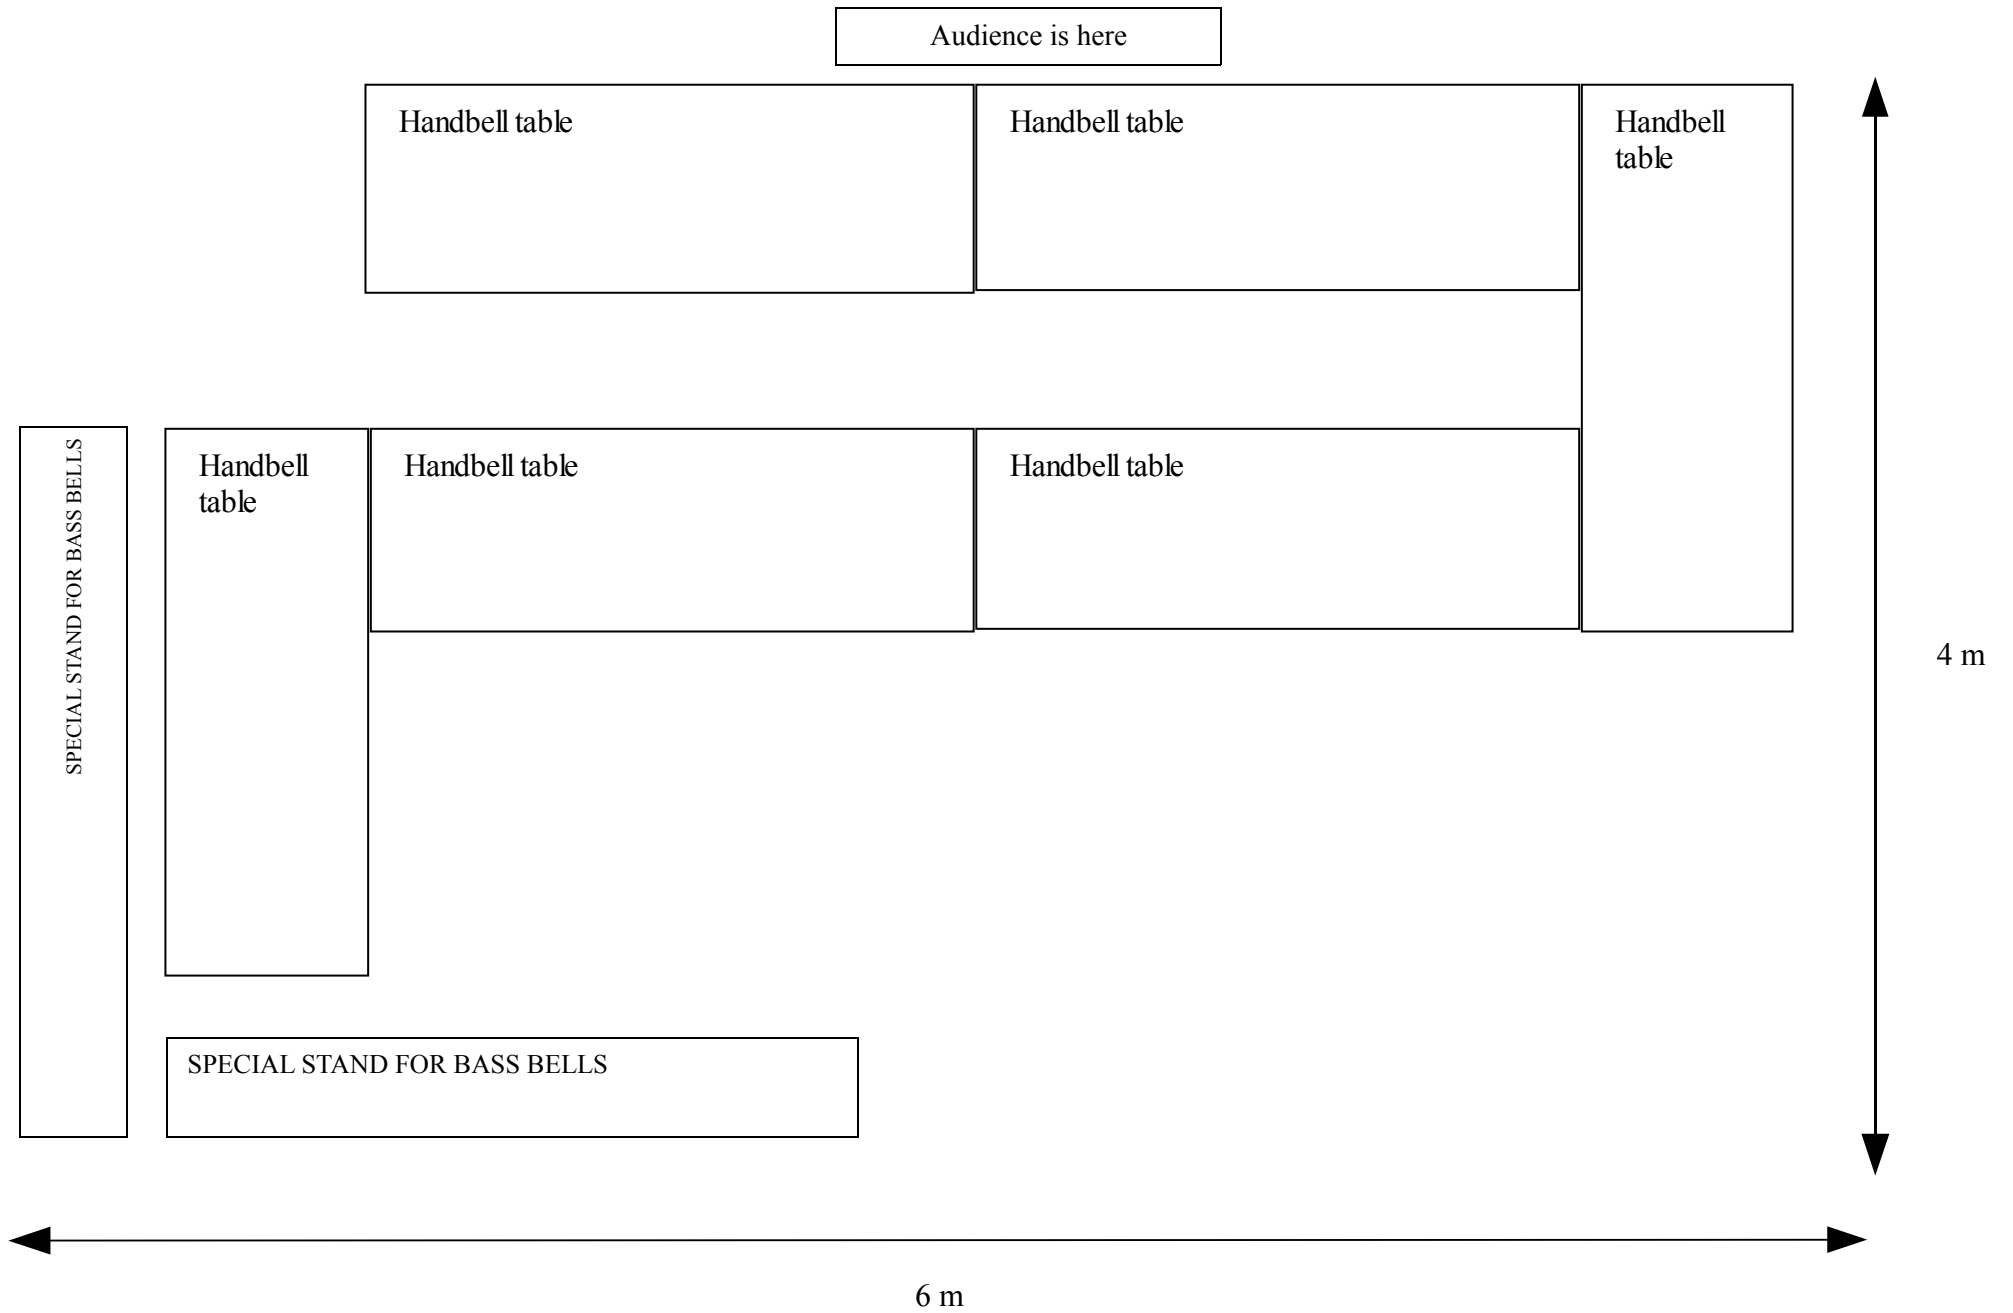 Audience is here
Handbell table
Handbell table
Handbell
table
SPECIAL STAND FOR BASS BELLS
Handbell
table
Handbell table
Handbell table
4 m
SPECIAL STAND FOR BASS BELLS
6 m